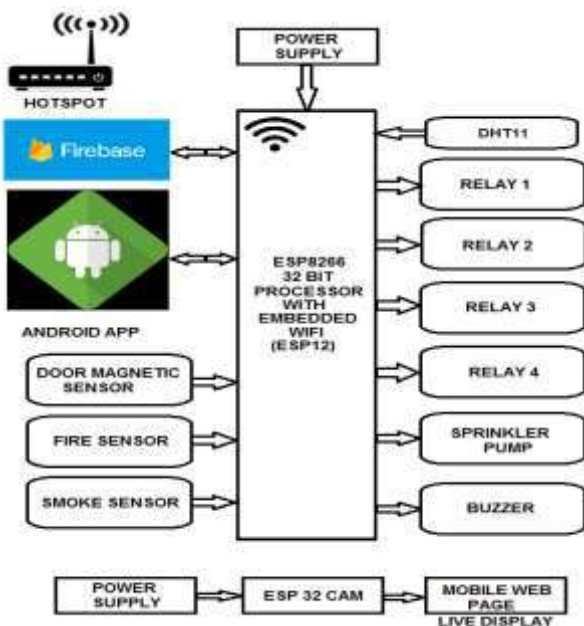 HOTSPOT
Firebase
ANDROID APP
DOOR MAGNETIC
SENSOR
FIRE SENSOR
SMOKE SENSOR
POWER
SUPPLY
ESP8266
32 BIT
PROCESSOR
WITH
EMBEDDED
WIFI
(ESP12)
DHT11
RELAY 1
RELAY 2
RELAY 3
RELAY 4
SPRINKLER
PUMP
BUZZER
POWER
SUPPLY
ESP 32 CAM
MOBILE WEB
PAGE
LIVE DISPLAY